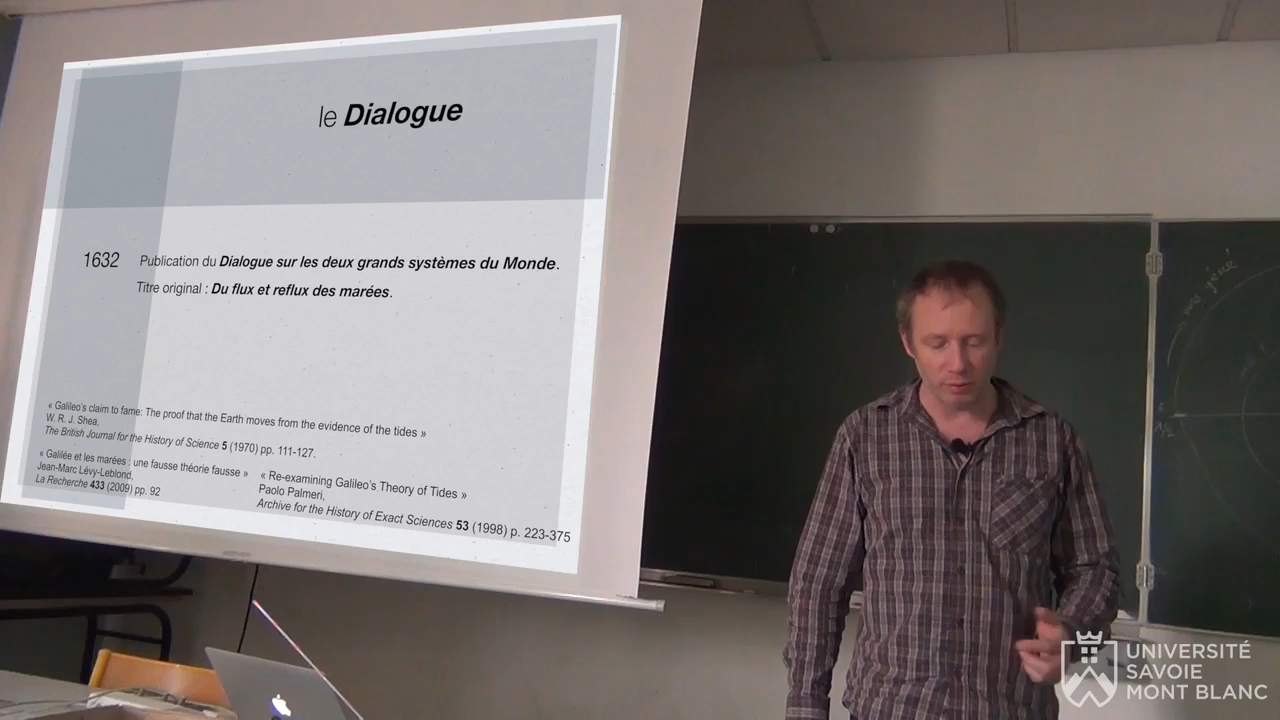 le Dialogue
1632 Publication du Dialogue sur les deux grands systèmes du Monde.
Titre original : Du flux et reflux des marées.
« Galileo's claim to fame: The proof that the Earth moves from the evidence of the tides »
W. R. J. Shea,
The British Journal for the History of Science 5 (1970) pp. 111-127.
« Galilée et les marées : une fausse théorie fausse »
Jean-Marc Lévy-Leblond,
La Recherche 433 (2009) pp. 92
« Re-examining Galileo's Theory of Tides »
Paolo Palmeri,
Archive for the History of Exact Sciences 53 (1998) p. 223-375
UNIVERSITÉ
SAVOIE
MONT BLANC